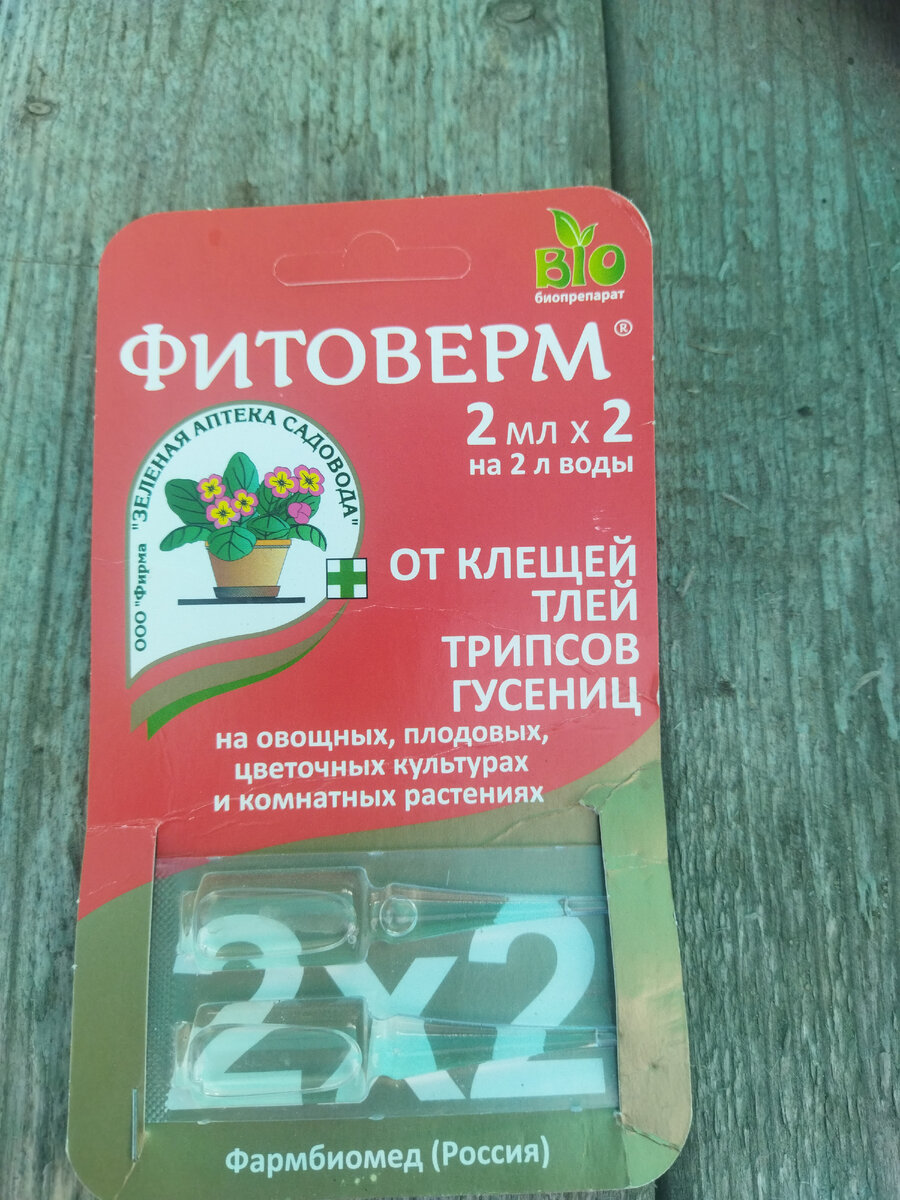 BIO
биопрепарат
ФИТОВЕРМ®
2 мл x 2
на 2 л воды
ООО "Фирма "ЗЕЛЕНАЯ АПТЕКА САДОВОДА"
ОТ КЛЕЩЕЙ
ТЛЕЙ
ТРИПСОВ
ГУСЕНИЦ
на овощных, плодовых,
цветочных культурах
и комнатных растениях
2x2
Фармбиомед (Россия)